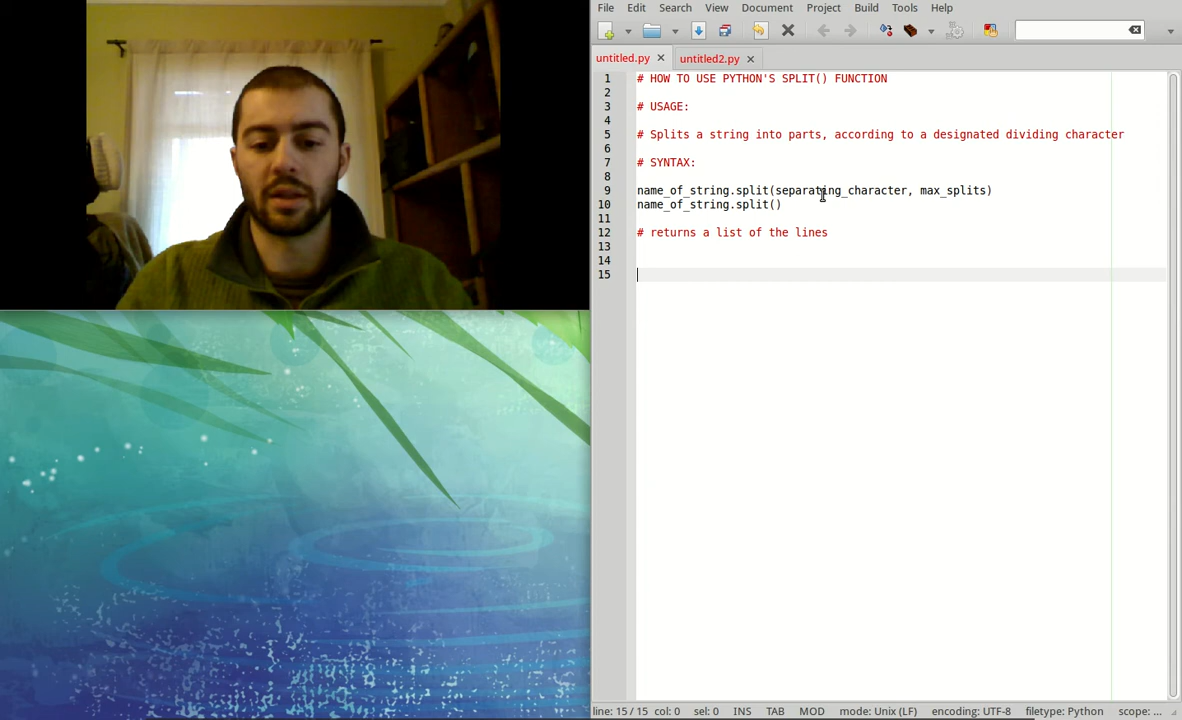 File Edit Search View Document Project Build Tools Help
untitled.py untitled2.py
1 # HOW TO USE PYTHON'S SPLIT() FUNCTION
2
3 # USAGE:
4
5 # Splits a string into parts, according to a designated dividing character
6
7 # SYNTAX:
8
9 name_of_string.split(separating_character, max_splits)
10 name_of_string.split()
11
12 # returns a list of the lines
13
14
15
line: 15 / 15 col: 0 sel: 0 INS TAB MOD mode: Unix (LF) encoding: UTF-8 filetype: Python scope: ...